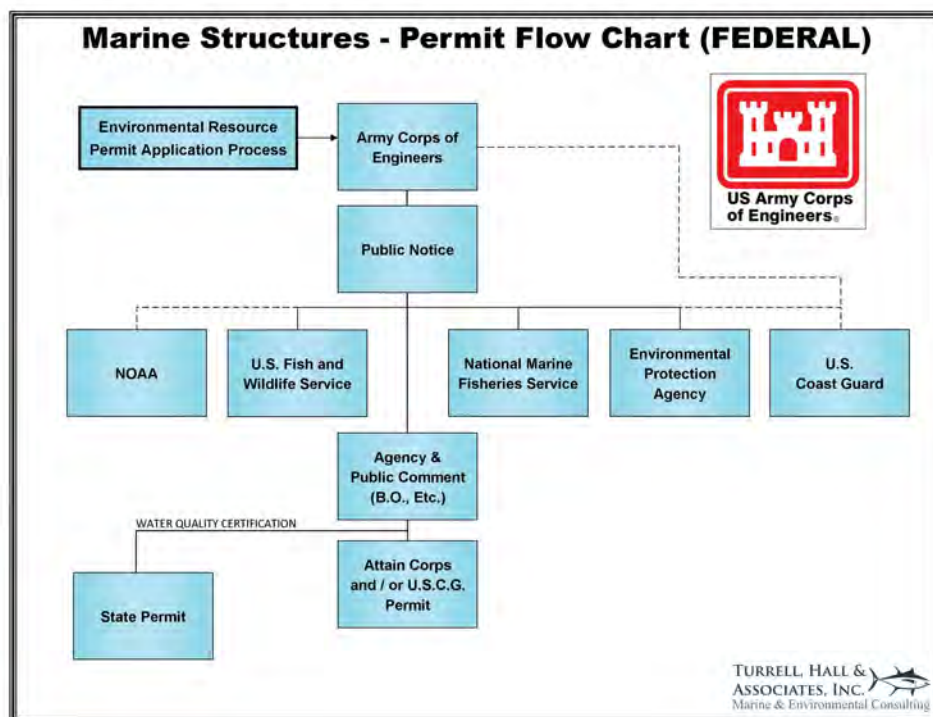 Marine Structures - Permit Flow Chart (FEDERAL)
Environmental Resource
Permit Application Process
Army Corps of
Engineers
US Army Corps
of Engineers®
Public Notice
NOAA
U.S. Fish and
Wildlife Service
National Marine
Fisheries Service
Environmental
Protection
Agency
U.S.
Coast Guard
Agency &
Public Comment
(B.O., Etc.)
WATER QUALITY CERTIFICATION
State Permit
Attain Corps
and / or U.S.C.G.
Permit
TURRELL, HALL &
ASSOCIATES, INC.
Marine & Environmental Consulting